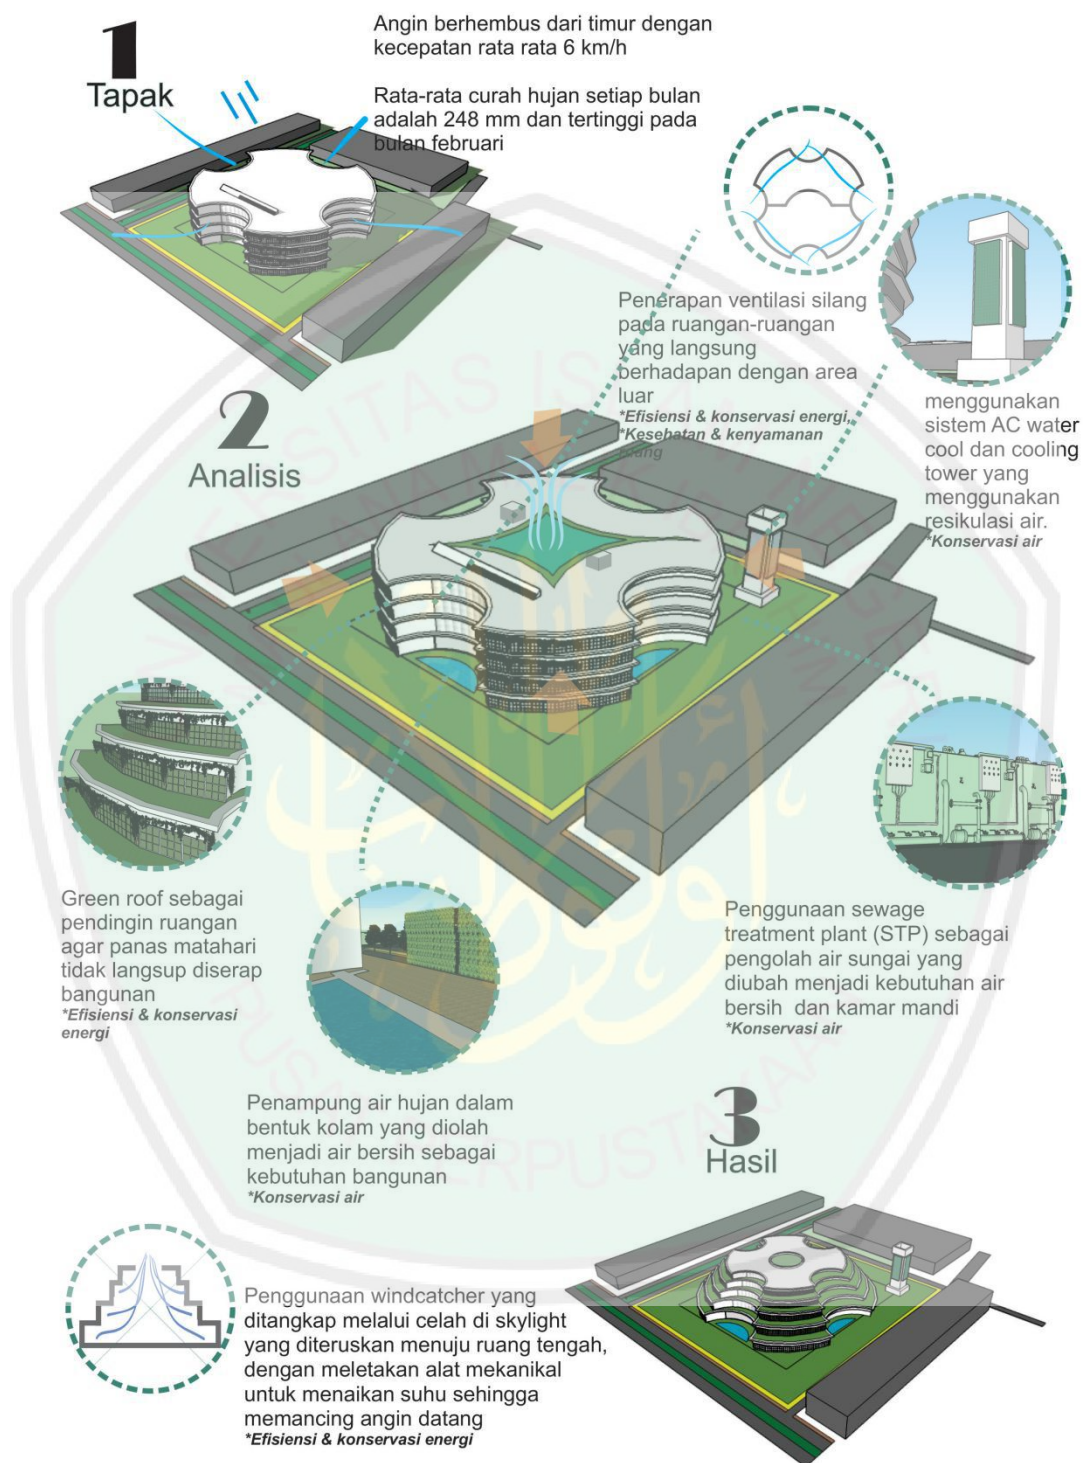 1
Tapak
Angin berhembus dari timur dengan
kecepatan rata rata 6 km/h
Rata-rata curah hujan setiap bulan
adalah 248 mm dan tertinggi pada
bulan februari
Penerapan ventilasi silang
pada ruangan-ruangan
yang langsung
berhadapan dengan area
luar
*Efisiensi & konservasi energi,
*Kesehatan & kenyamanan
ruang
menggunakan
sistem AC water
cool dan cooling
tower yang
menggunakan
resikulasi air.
*Konservasi air
2
Analisis
Green roof sebagai
pendingin ruangan
agar panas matahari
tidak langsup diserap
bangunan
*Efisiensi & konservasi
energi
Penampung air hujan dalam
bentuk kolam yang diolah
menjadi air bersih sebagai
kebutuhan bangunan
*Konservasi air
Penggunaan sewage
treatment plant (STP) sebagai
pengolah air sungai yang
diubah menjadi kebutuhan air
bersih dan kamar mandi
*Konservasi air
3
Hasil
Penggunaan windcatcher yang
ditangkap melalui celah di skylight
yang diteruskan menuju ruang tengah,
dengan meletakan alat mekanikal
untuk menaikan suhu sehingga
memancing angin datang
*Efisiensi & konservasi energi